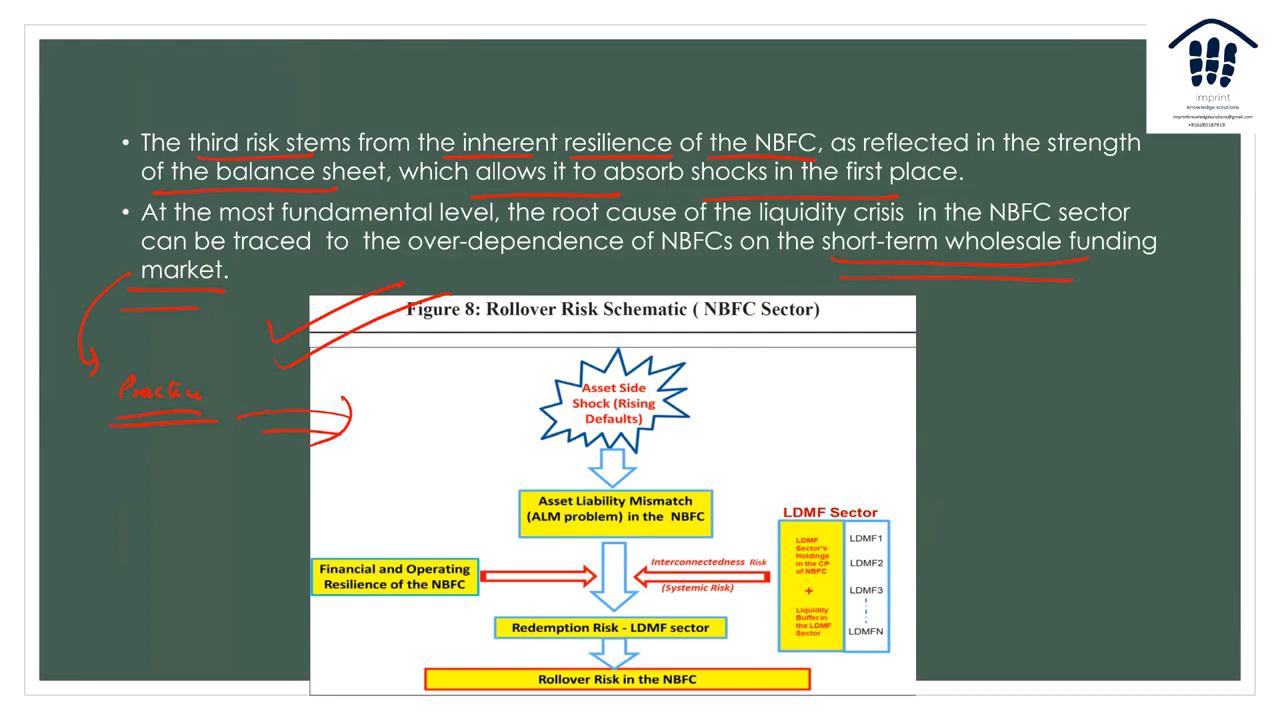 imprint
knowledge solutions
imprintknowledgesolutions@gmail.com
+916280187919
• The third risk stems from the inherent resilience of the NBFC, as reflected in the strength
of the balance sheet, which allows it to absorb shocks in the first place.
• At the most fundamental level, the root cause of the liquidity crisis in the NBFC sector
can be traced to the over-dependence of NBFCs on the short-term wholesale funding
market.
Practice
Figure 8: Rollover Risk Schematic ( NBFC Sector)
Asset Side
Shock (Rising
Defaults)
Asset Liability Mismatch
(ALM problem) in the NBFC
Financial and Operating
Resilience of the NBFC
Interconnectedness Risk
(Systemic Risk)
LDMF Sector
LDMF
Sector's
Holdings
in the CP
of NBFC
+
Liquidity
Buffer in
the LDMF
Sector
LDMF1
LDMF2
LDMF3
LDMFN
Redemption Risk - LDMF sector
Rollover Risk in the NBFC